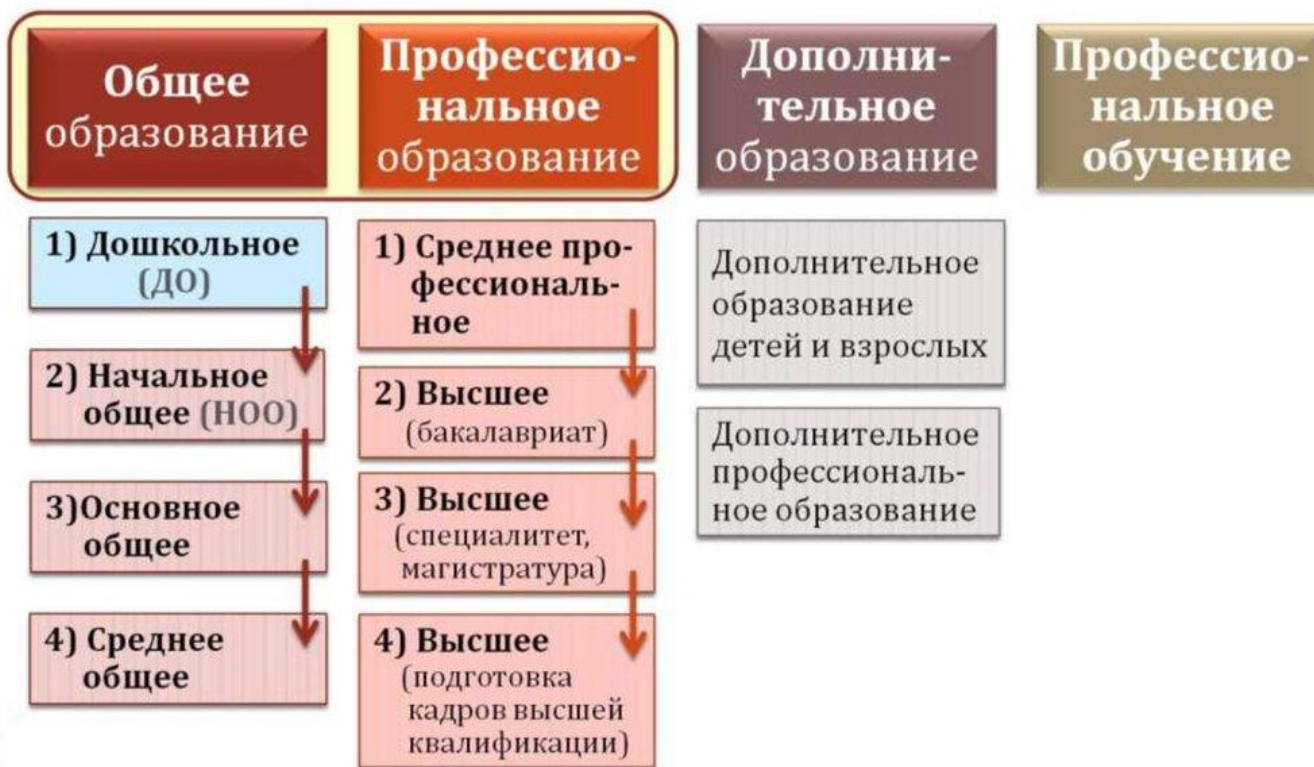 Общее
образование
Профессио-
нальное
образование
Дополни-
тельное
образование
Профессио-
нальное
обучение
1) Дошкольное
(ДО)
2) Начальное
общее (НОО)
3)Основное
общее
4) Среднее
общее
1) Среднее про-
фессиональ-
ное
2) Высшее
(бакалавриат)
3) Высшее
(специалитет,
магистратура)
4) Высшее
(подготовка
кадров высшей
квалификации)
Дополнительное
образование
детей и взрослых
Дополнительное
профессиональ-
ное образование